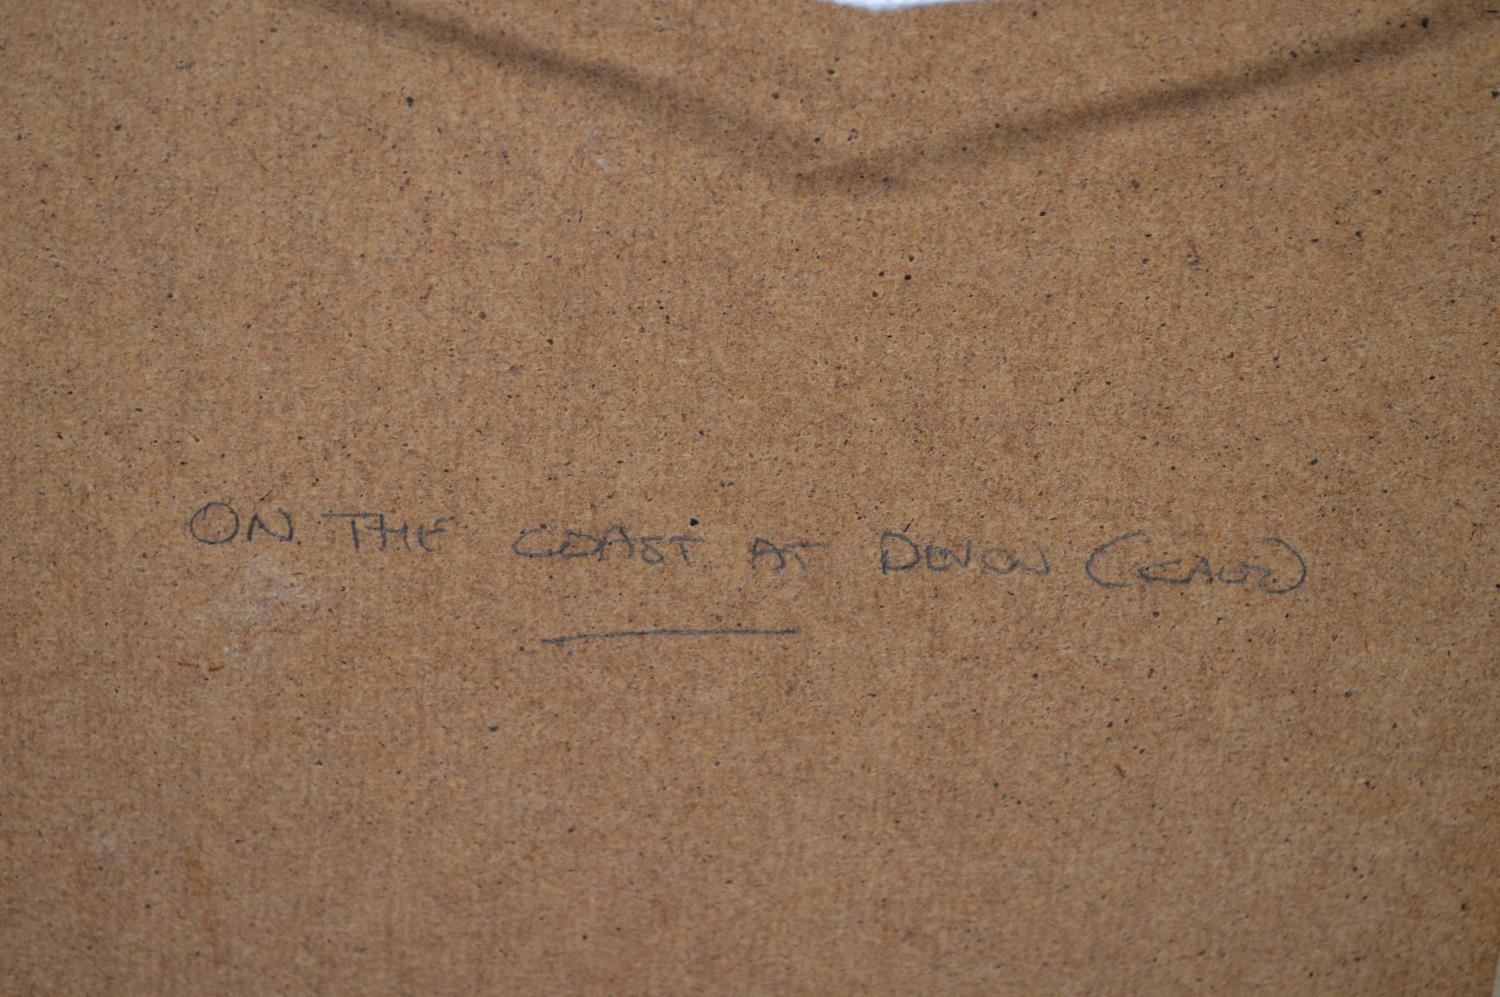 ON THE COAST AT DEVON